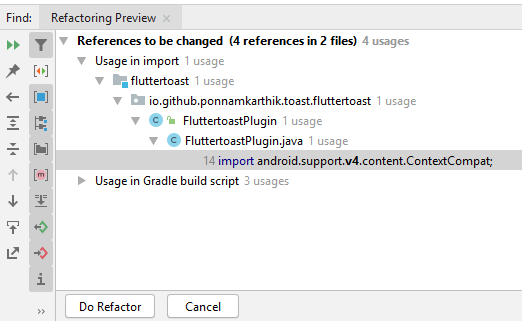 Find: Refactoring Preview ×
References to be changed (4 references in 2 files) 4 usages
Usage in import 1 usage
fluttertoast 1 usage
io.github.ponnamkarthik.toast.fluttertoast 1 usage
FluttertoastPlugin 1 usage
FluttertoastPlugin.java 1 usage
14 import android.support.v4.content.ContextCompat;
Usage in Gradle build script 3 usages
Do Refactor Cancel